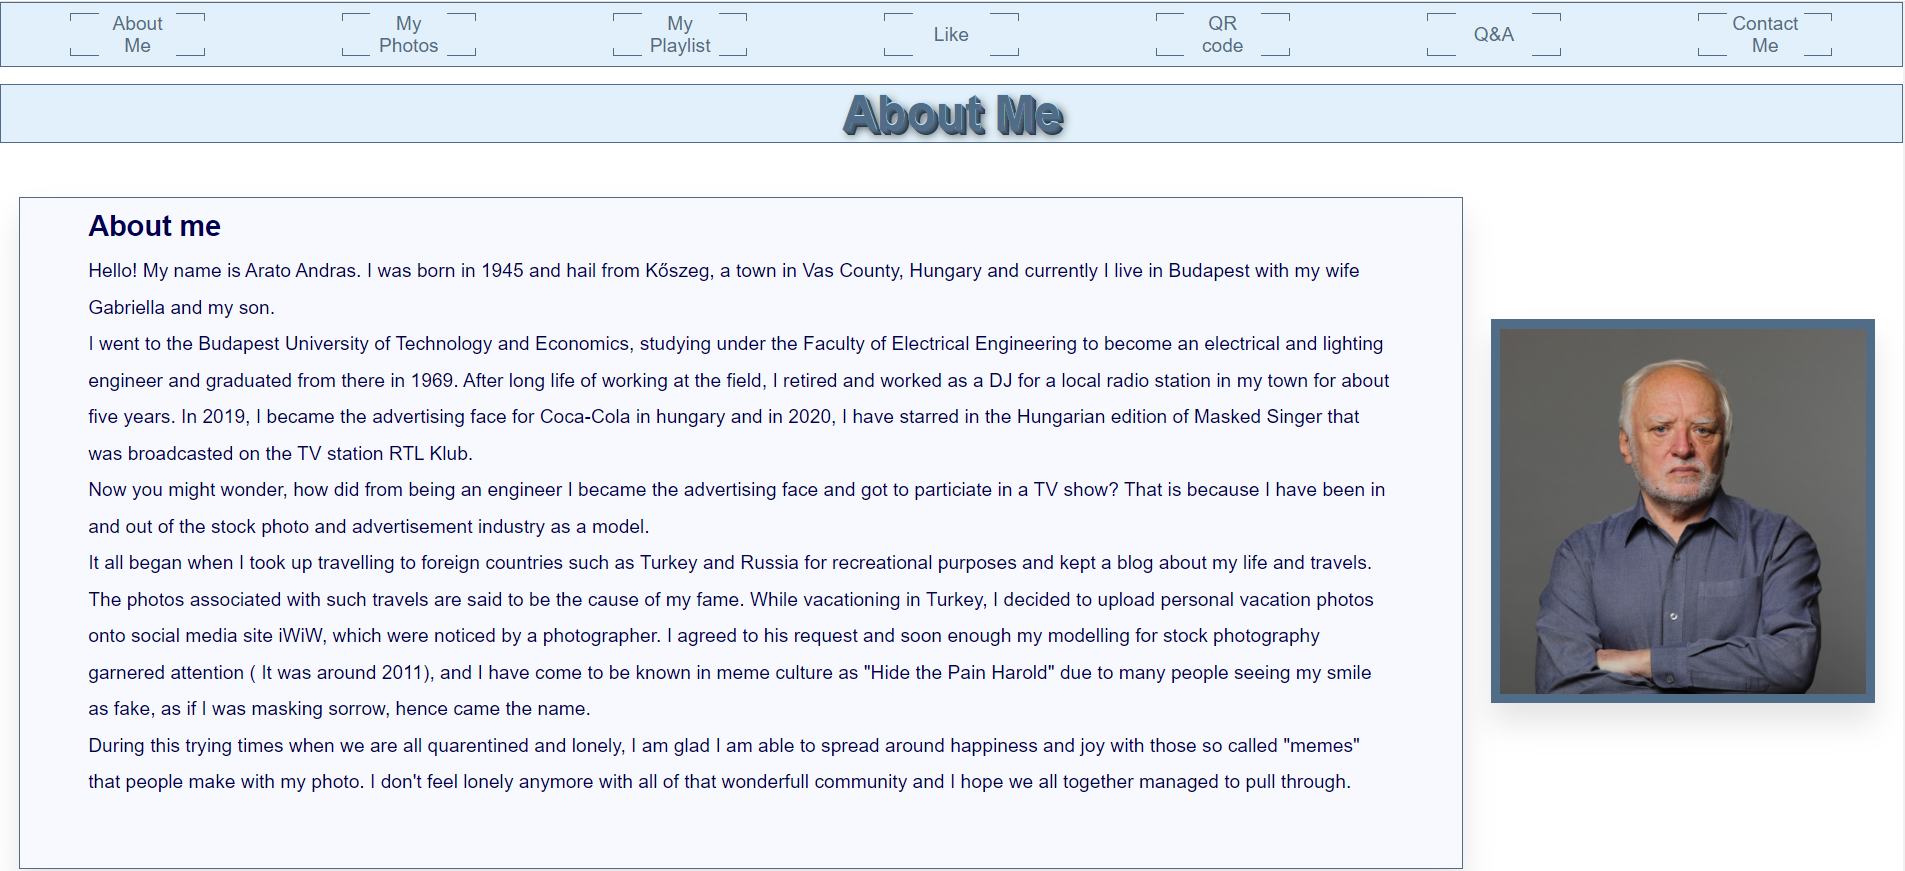 About
Me
My
Photos
My
Playlist
Like
QR
code
Q&A
Contact
Me
About Me
About me
Hello! My name is Arato Andras. I was born in 1945 and hail from Kőszeg, a town in Vas County, Hungary and currently I live in Budapest with my wife
Gabriella and my son.
I went to the Budapest University of Technology and Economics, studying under the Faculty of Electrical Engineering to become an electrical and lighting
engineer and graduated from there in 1969. After long life of working at the field, I retired and worked as a DJ for a local radio station in my town for about
five years. In 2019, I became the advertising face for Coca-Cola in hungary and in 2020, I have starred in the Hungarian edition of Masked Singer that
was broadcasted on the TV station RTL Klub.
Now you might wonder, how did from being an engineer I became the advertising face and got to particiate in a TV show? That is because I have been in
and out of the stock photo and advertisement industry as a model.
It all began when I took up travelling to foreign countries such as Turkey and Russia for recreational purposes and kept a blog about my life and travels.
The photos associated with such travels are said to be the cause of my fame. While vacationing in Turkey, I decided to upload personal vacation photos
onto social media site iWiW, which were noticed by a photographer. I agreed to his request and soon enough my modelling for stock photography
garnered attention ( It was around 2011), and I have come to be known in meme culture as "Hide the Pain Harold" due to many people seeing my smile
as fake, as if I was masking sorrow, hence came the name.
During this trying times when we are all quarentined and lonely, I am glad I am able to spread around happiness and joy with those so called "memes"
that people make with my photo. I don't feel lonely anymore with all of that wonderfull community and I hope we all together managed to pull through.